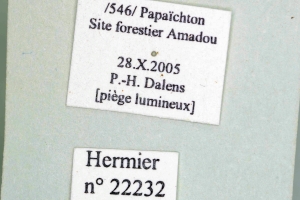 /546/ Papaïchton
Site forestier Amadou
28.X.2005
P.-H. Dalens
[piège lumineux]
Hermier
n° 22232